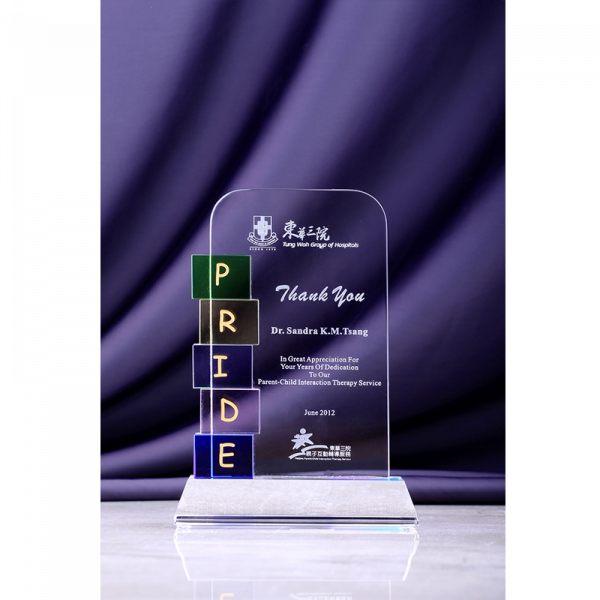 東華三院
Tung Wah Group of Hospitals
SINCE 1870
P
R
I
D
E
Thank You
Dr. Sandra K.M.Tsang
In Great Appreciation For
Your Years Of Dedication
To Our
Parent-Child Interaction Therapy Service
June 2012
東華三院
親子互動輔導服務